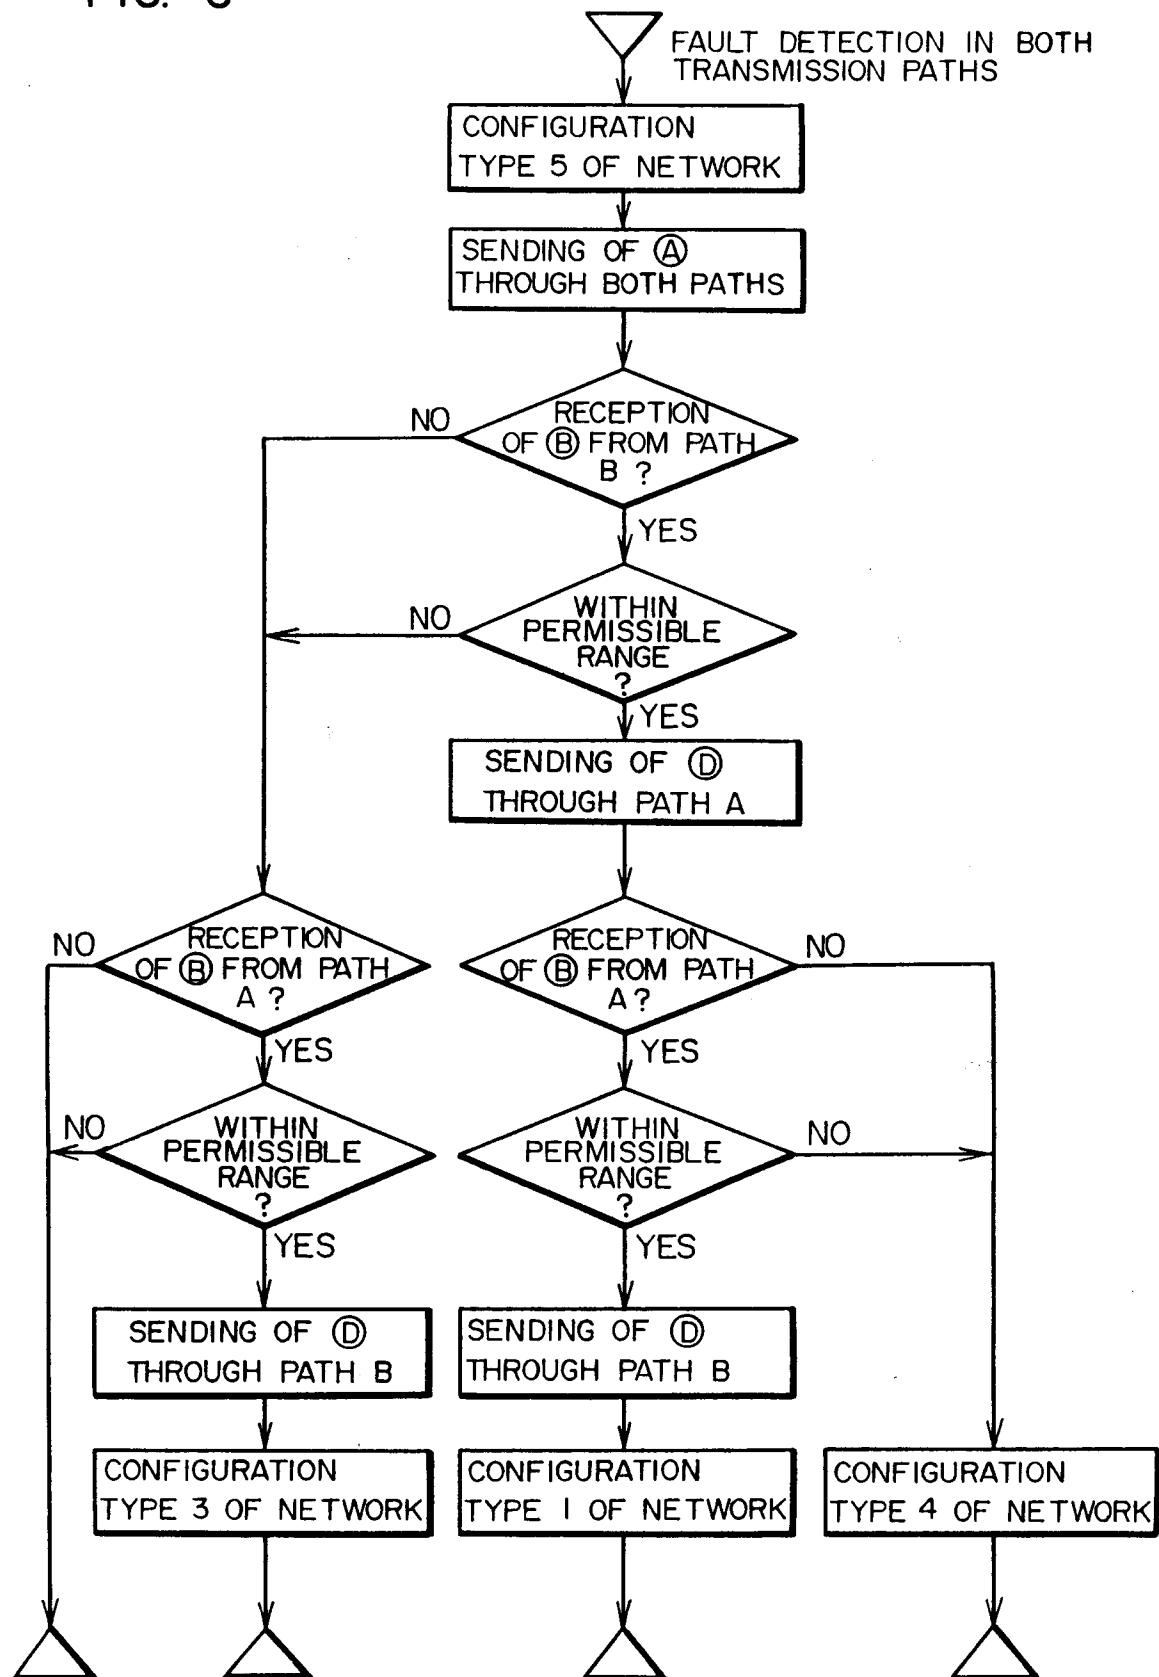 FAULT DETECTION IN BOTH
TRANSMISSION PATHS
CONFIGURATION
TYPE 5 OF NETWORK
SENDING OF Ⓐ
THROUGH BOTH PATHS
NO
RECEPTION
OF Ⓑ FROM PATH
B ?
YES
NO
WITHIN
PERMISSIBLE
RANGE
?
YES
SENDING OF Ⓓ
THROUGH PATH A
NO
RECEPTION
OF Ⓑ FROM PATH
A ?
YES
RECEPTION
OF Ⓑ FROM PATH
A ?
NO
YES
NO
WITHIN
PERMISSIBLE
RANGE
?
YES
WITHIN
PERMISSIBLE
RANGE
?
NO
YES
SENDING OF Ⓓ
THROUGH PATH B
SENDING OF Ⓓ
THROUGH PATH B
CONFIGURATION
TYPE 3 OF NETWORK
CONFIGURATION
TYPE 1 OF NETWORK
CONFIGURATION
TYPE 4 OF NETWORK